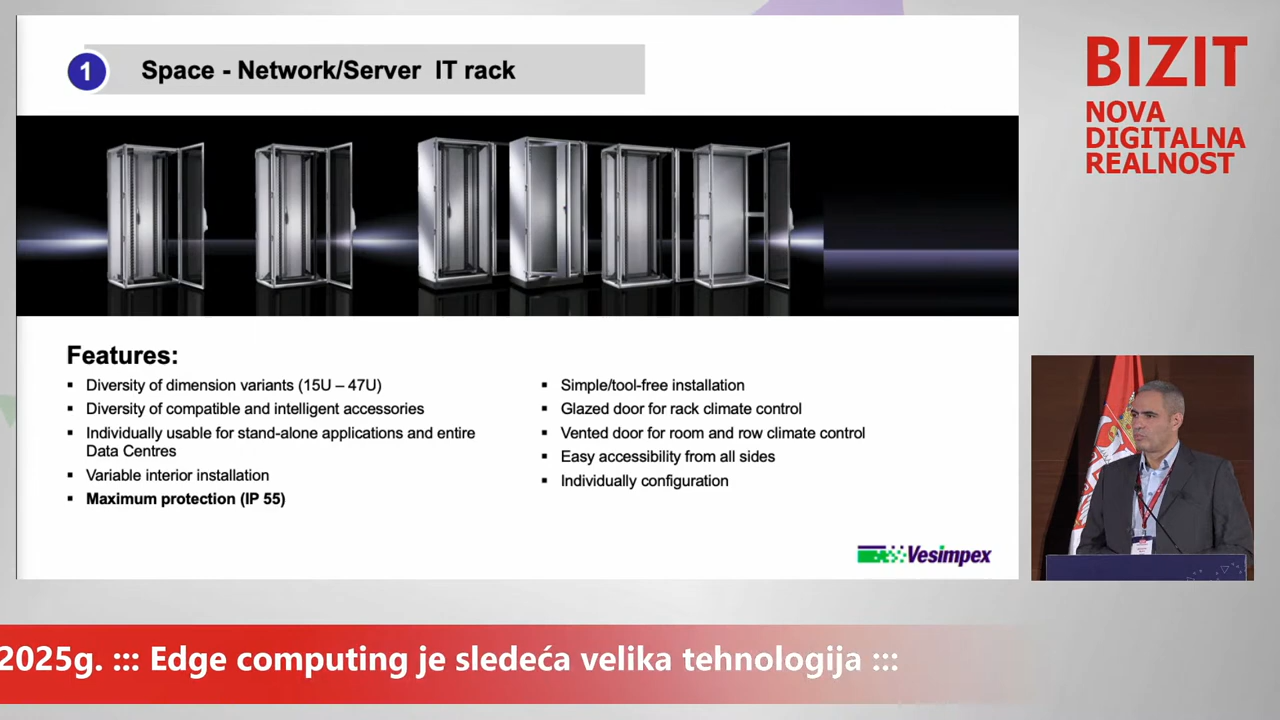 1
Space - Network/Server IT rack
BIZIT
NOVA
DIGITALNA
REALNOST
Features:
▪ Diversity of dimension variants (15U – 47U)
▪ Diversity of compatible and intelligent accessories
▪ Individually usable for stand-alone applications and entire
Data Centres
▪ Variable interior installation
▪ Maximum protection (IP 55)
▪ Simple/tool-free installation
▪ Glazed door for rack climate control
▪ Vented door for room and row climate control
▪ Easy accessibility from all sides
▪ Individually configuration
Vesimpex
2025g. ::: Edge computing je sledeća velika tehnologija :::